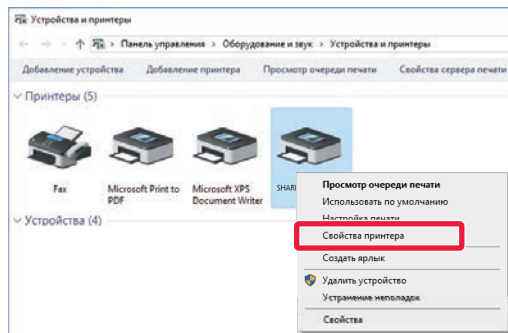 Устройства и принтеры
Панель управления > Оборудование и звук > Устройства и принтеры
Добавление устройства Добавление принтера Просмотр очереди печати Свойства сервера печати
Принтеры (5)
Fax
Microsoft Print to PDF
Microsoft XPS Document Writer
SHAR
Просмотр очереди печати
Использовать по умолчанию
Настройка печати
Свойства принтера
Создать ярлык
Удалить устройство
Устранение неполадок
Свойства
Устройства (4)